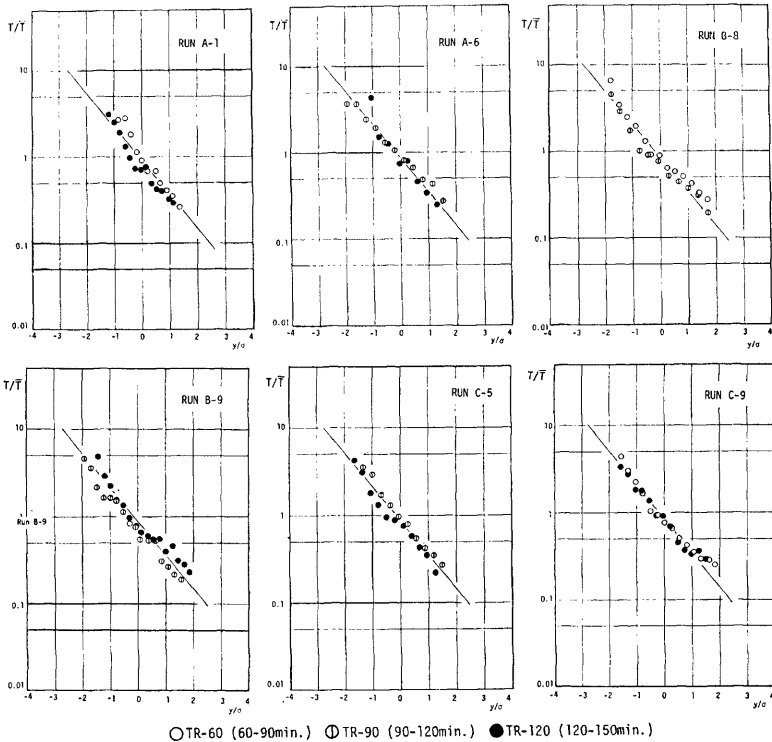 T/T̄
RUN A-1
10
1
0.1
0.01
-4 -3 -2 -1 0 1 2 3 4
y/σ
T/T̄
RUN A-6
10
1
0.1
0.01
-4 -3 -2 -1 0 1 2 3 4
y/σ
T/T̄
RUN B-8
10
1
0.1
0.01
-4 -3 -2 -1 0 1 2 3 4
y/σ
T/T̄
RUN B-9
10
Run B-9
1
0.1
0.01
-4 -3 -2 -1 0 1 2 3 4
y/σ
T/T̄
RUN C-5
10
1
0.1
0.01
-4 -3 -2 -1 0 1 2 3 4
y/σ
T/T̄
RUN C-9
10
1
0.1
0.01
-4 -3 -2 -1 0 1 2 3 4
y/σ
TR-60 (60-90min.) TR-90 (90-120min.) TR-120 (120-150min.)